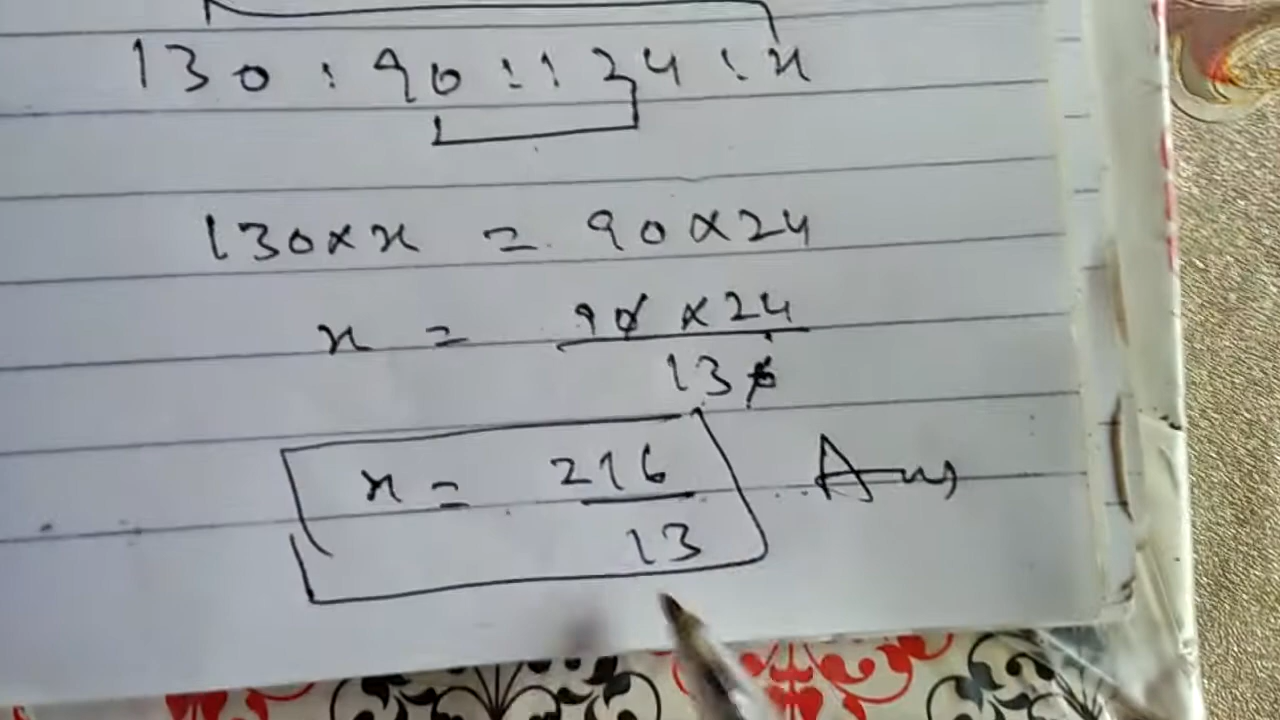 130 : 90 :: 24 : x
130 × x = 90 × 24
x = 90 × 24 / 130
x = 216 / 13 Ans